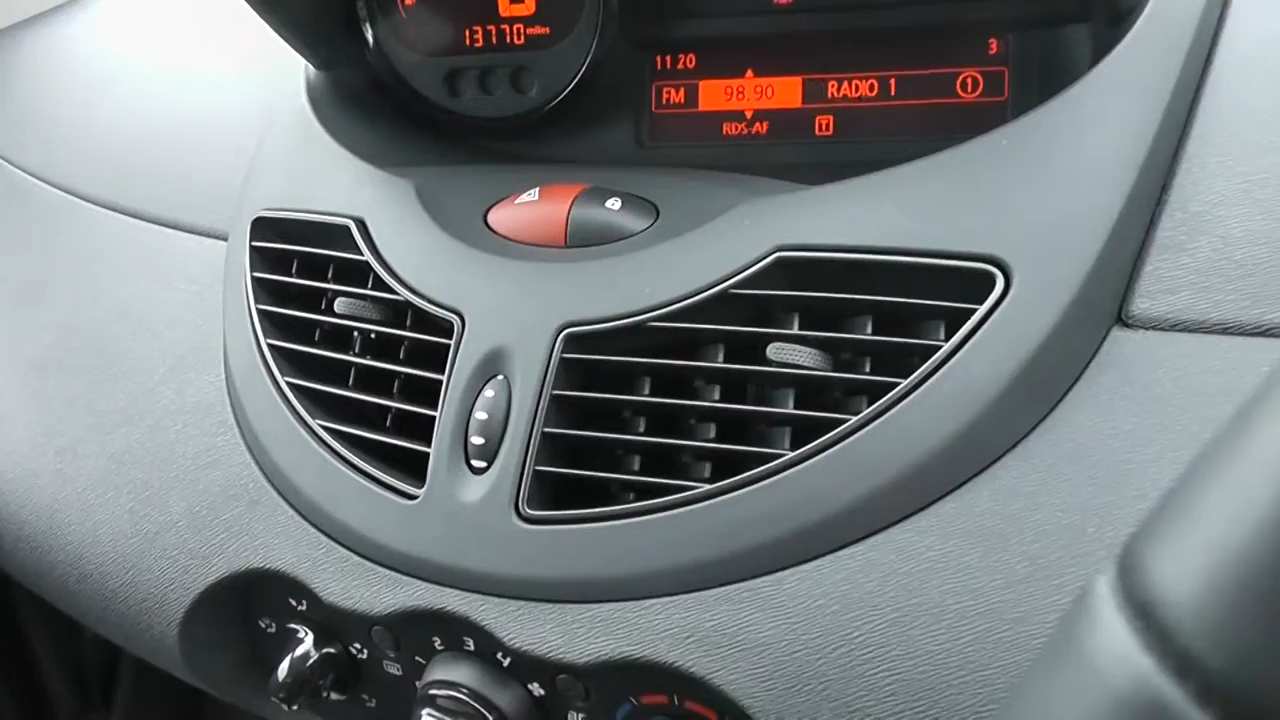 13770 miles
11 20
3
FM 98.90 RADIO 1 1
RDS-AF T
1 2 3 4